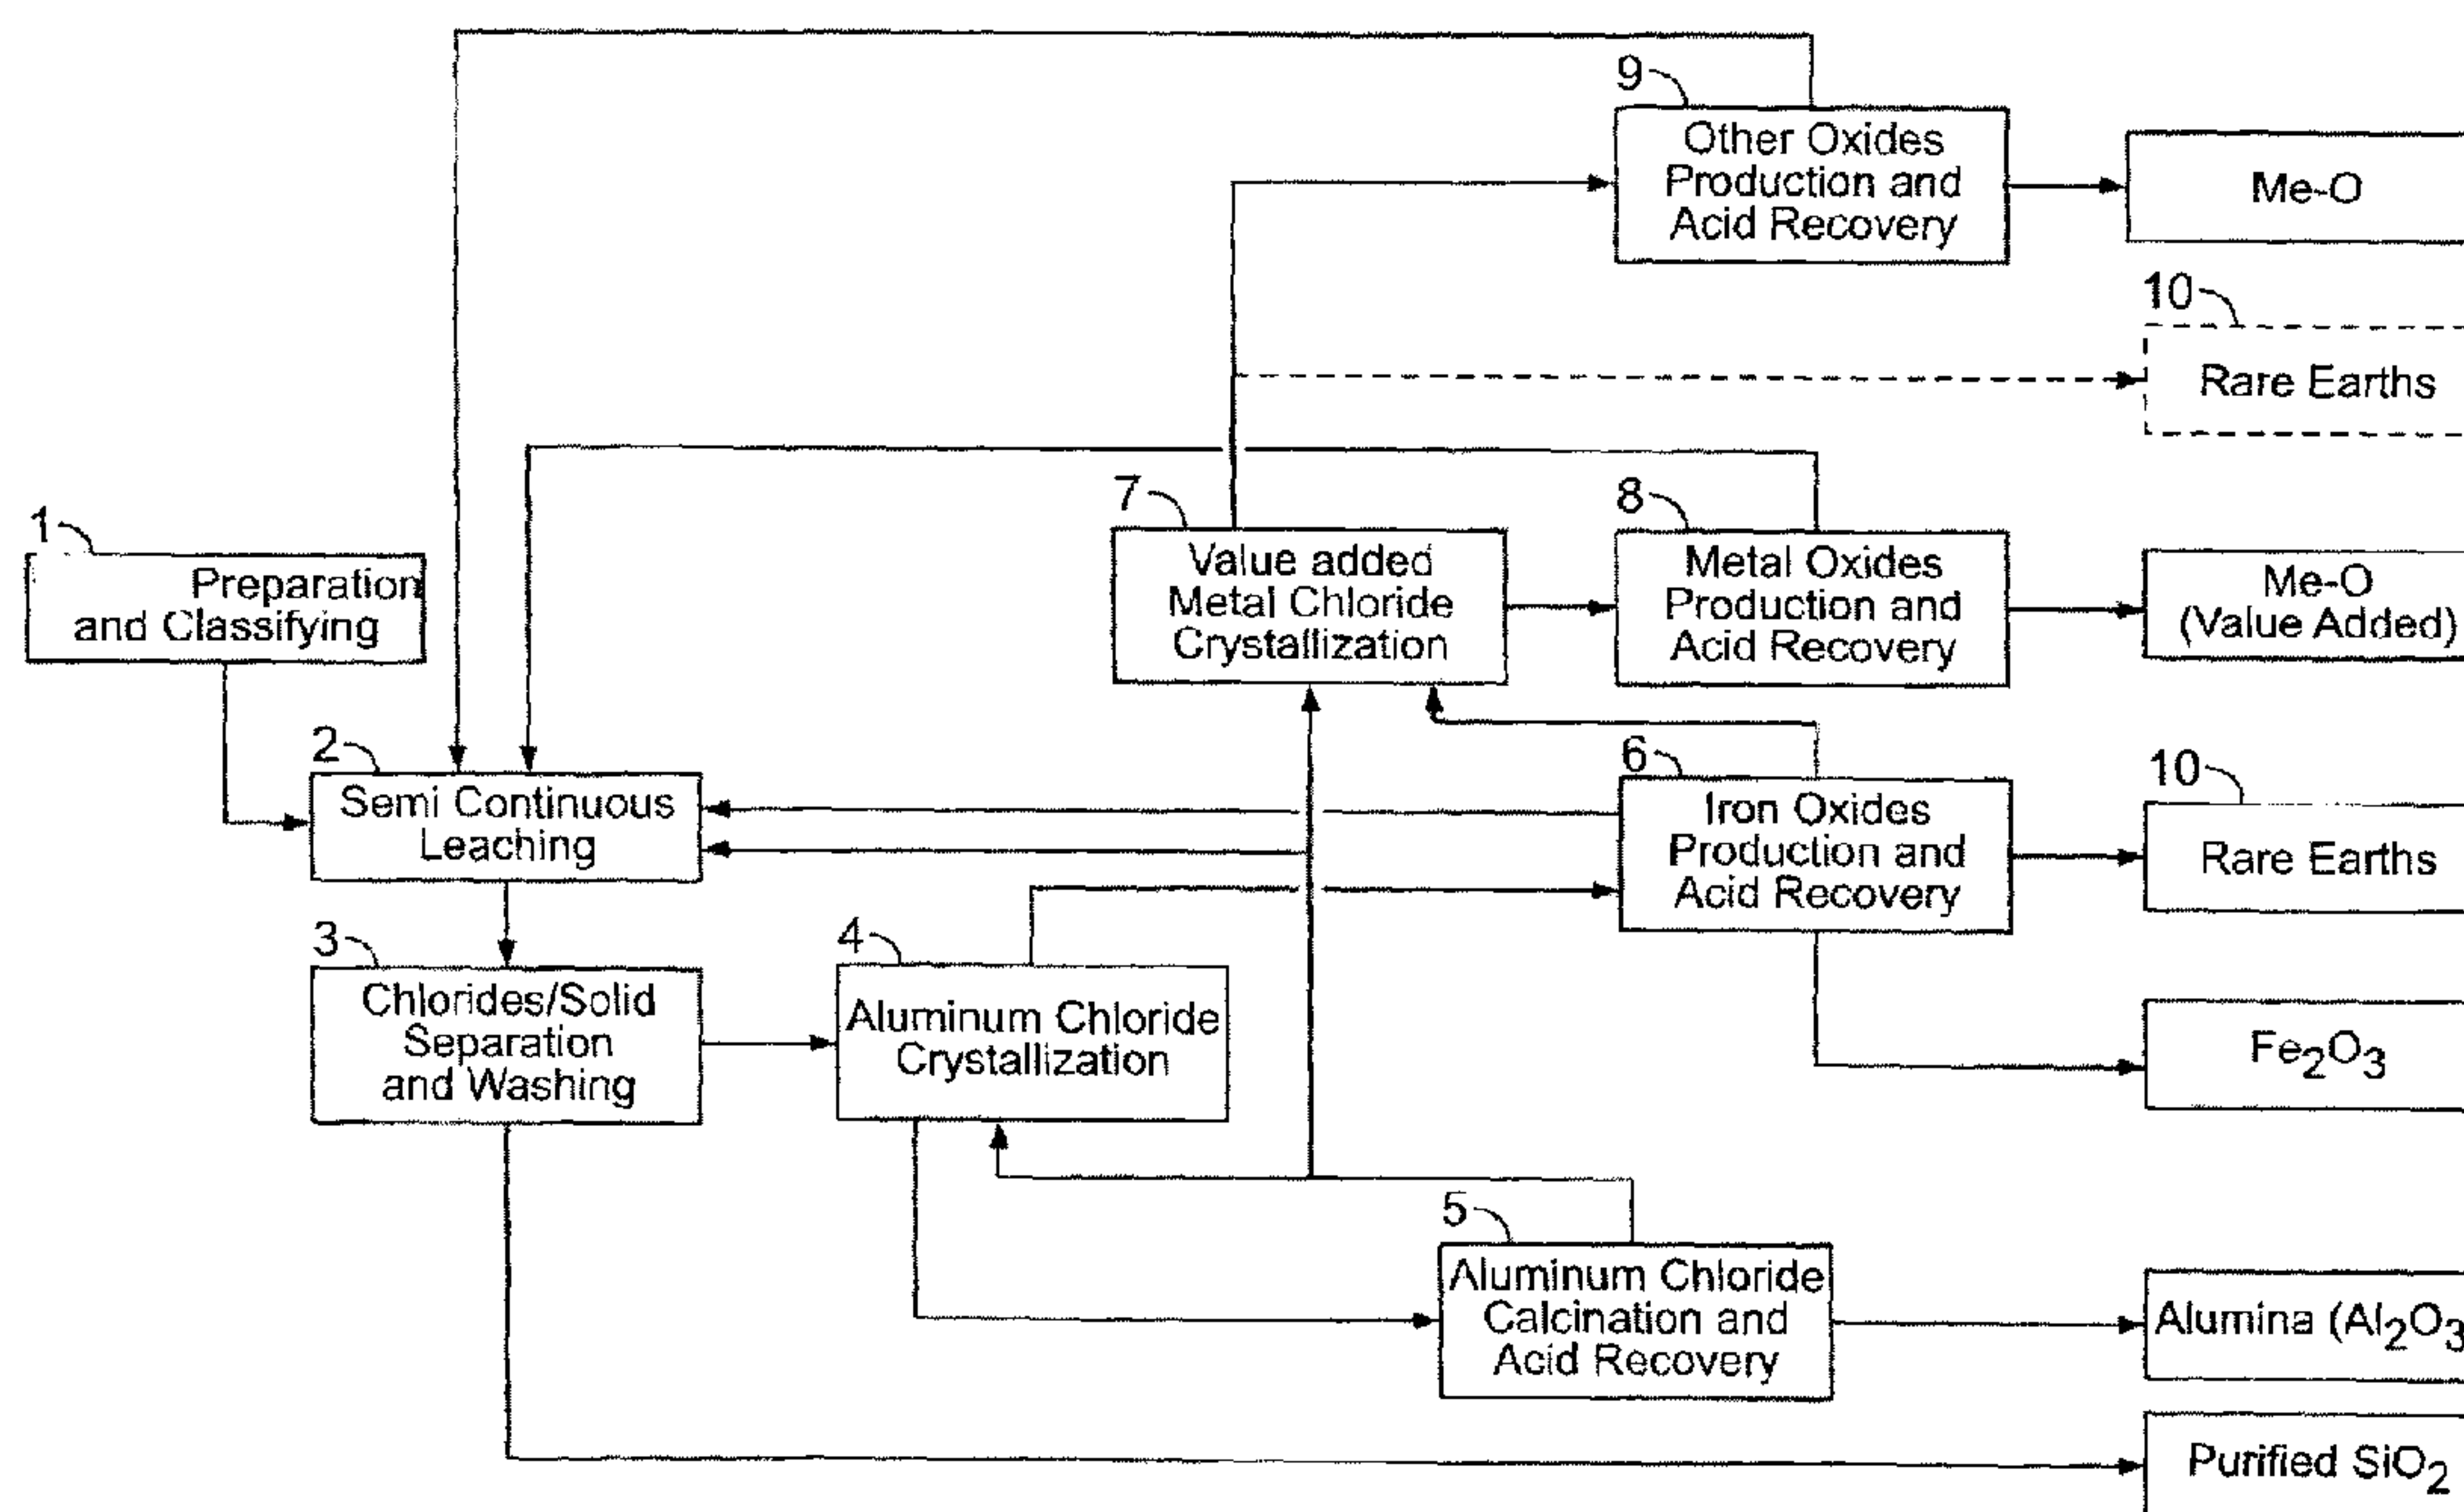 9
Other Oxides
Production and
Acid Recovery
Me-O
10
Rare Earths
1
Preparation
and Classifying
7
Value added
Metal Chloride
Crystallization
8
Metal Oxides
Production and
Acid Recovery
Me-O
(Value Added)
2
Semi Continuous
Leaching
6
Iron Oxides
Production and
Acid Recovery
10
Rare Earths
3
Chlorides/Solid
Separation
and Washing
4
Aluminum Chloride
Crystallization
Fe₂O₃
5
Aluminum Chloride
Calcination and
Acid Recovery
Alumina (Al₂O₃
Purified SiO₂